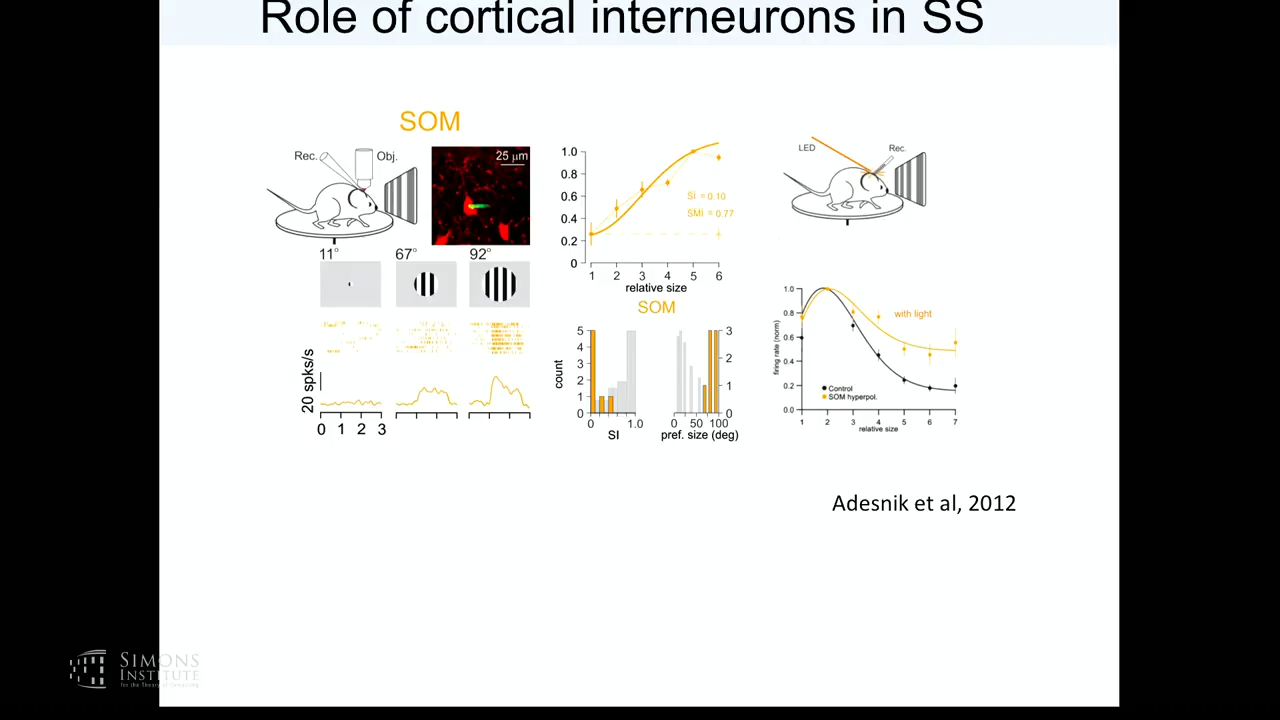 Role of cortical interneurons in SS
SOM
Rec.
Obj.
25 μm
11°
67°
92°
20 spks/s
0 1 2 3
1.0
0.8
0.6
0.4
0.2
0
SI = 0.10
SMI = 0.77
1 2 3 4 5 6
relative size
SOM
5
4
3
2
1
0
count
0 1.0
SI
3
2
1
0
0 50 100
pref. size (deg)
LED
Rec.
1.0
0.8
0.6
0.4
0.2
0.0
firing rate (norm)
with light
Control
SOM hyperpol.
1 2 3 4 5 6 7
relative size
Adesnik et al, 2012
SIMONS
INSTITUTE
for the Theory of Computing